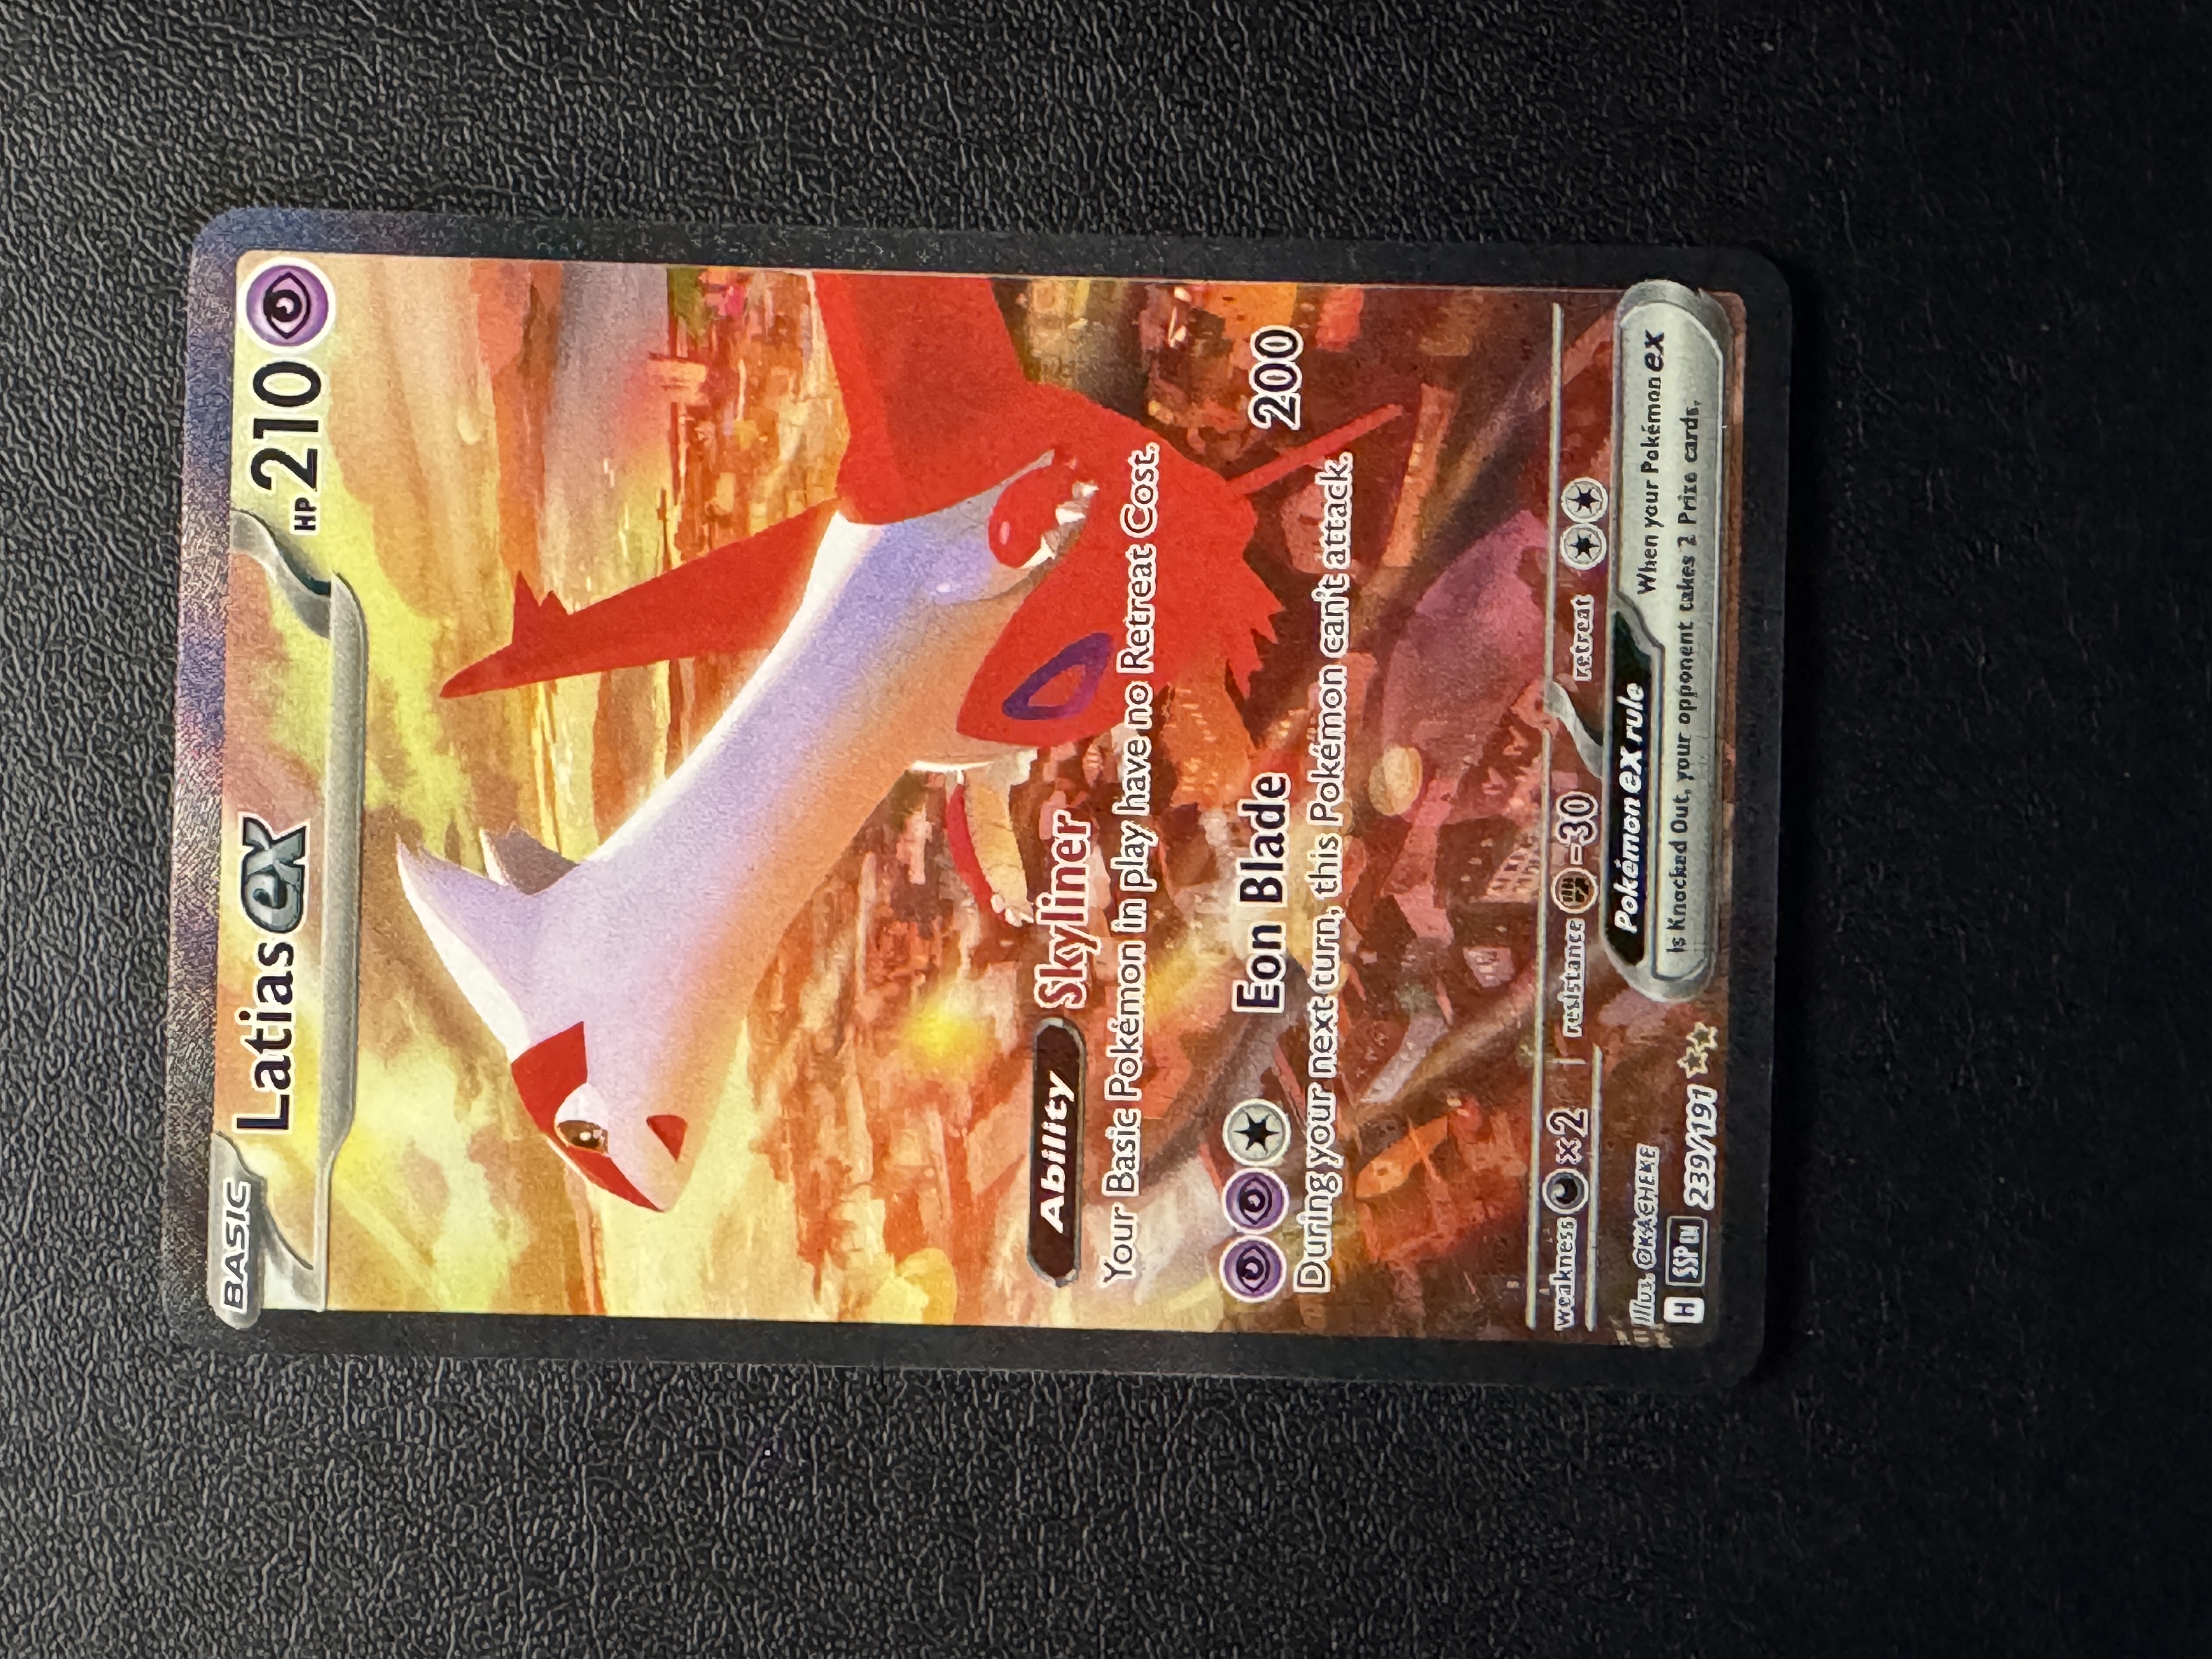 BASIC
Latias ex
HP 210
Ability Skyliner
Your Basic Pokémon in play have no Retreat Cost.
Eon Blade 200
During your next turn, this Pokémon can't attack.
weakness ×2 resistance -30 retreat
Illus. OKACHEKE
H SSP EN 239/191
Pokémon ex rule When your Pokémon ex
is Knocked Out, your opponent takes 2 Prize cards.